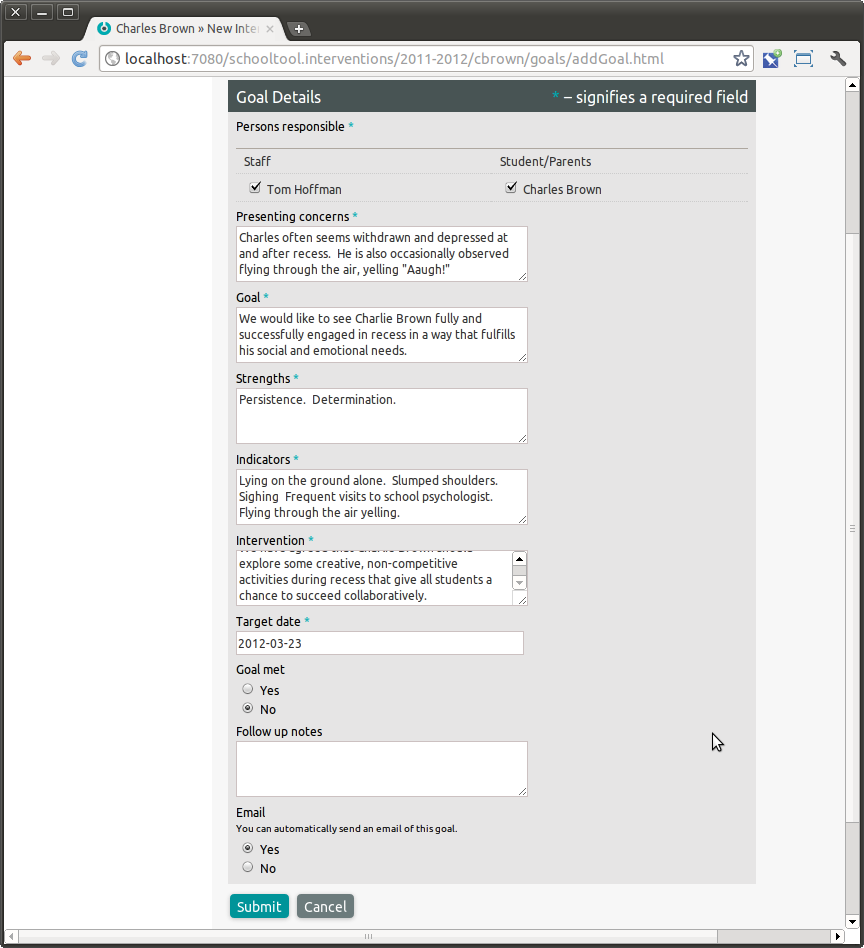 Charles Brown » New Inte
localhost:7080/schooltool.interventions/2011-2012/cbrown/goals/addGoal.html
Goal Details * – signifies a required field
Persons responsible *
Staff Student/Parents
Tom Hoffman Charles Brown
Presenting concerns *
Charles often seems withdrawn and depressed at
and after recess. He is also occasionally observed
flying through the air, yelling "Aaugh!"
Goal *
We would like to see Charlie Brown fully and
successfully engaged in recess in a way that fulfills
his social and emotional needs.
Strengths *
Persistence. Determination.
Indicators *
Lying on the ground alone. Slumped shoulders.
Sighing Frequent visits to school psychologist.
Flying through the air yelling.
Intervention *
We have agreed that Charlie Brown should
explore some creative, non-competitive
activities during recess that give all students a
chance to succeed collaboratively.
Target date *
2012-03-23
Goal met
Yes
No
Follow up notes
Email
You can automatically send an email of this goal.
Yes
No
Submit Cancel